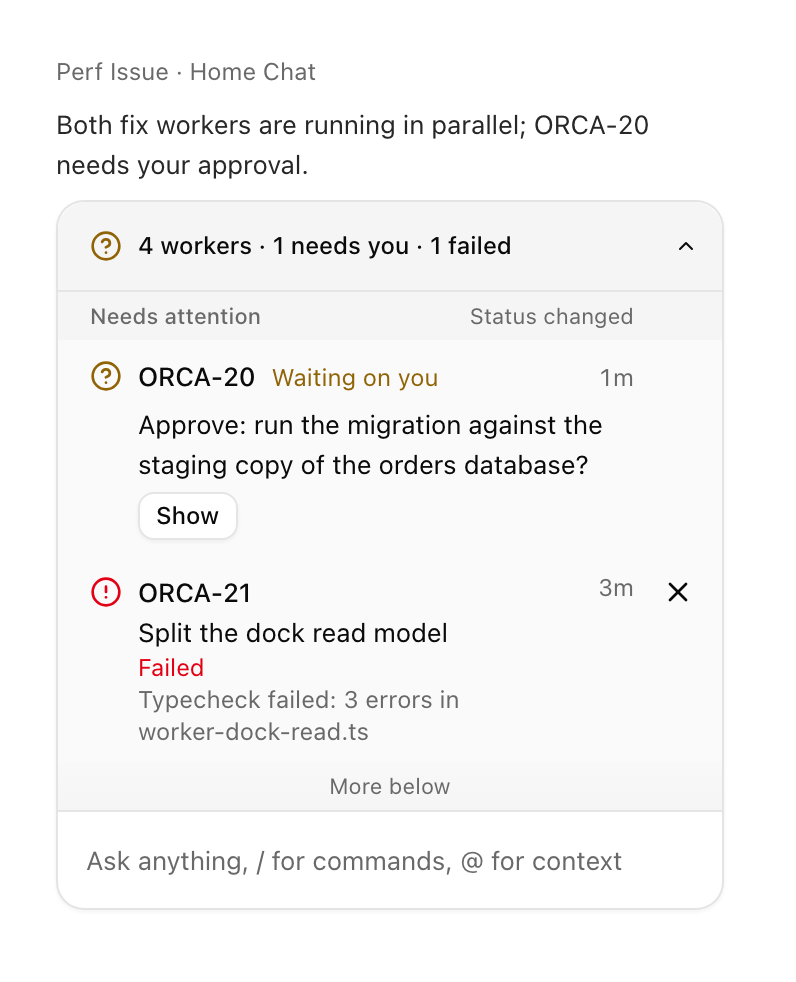 Perf Issue · Home Chat
Both fix workers are running in parallel; ORCA-20
needs your approval.
4 workers · 1 needs you · 1 failed
Needs attention Status changed
ORCA-20 Waiting on you 1m
Approve: run the migration against the
staging copy of the orders database?
Show
ORCA-21 3m
Split the dock read model
Failed
Typecheck failed: 3 errors in
worker-dock-read.ts
More below
Ask anything, / for commands, @ for context